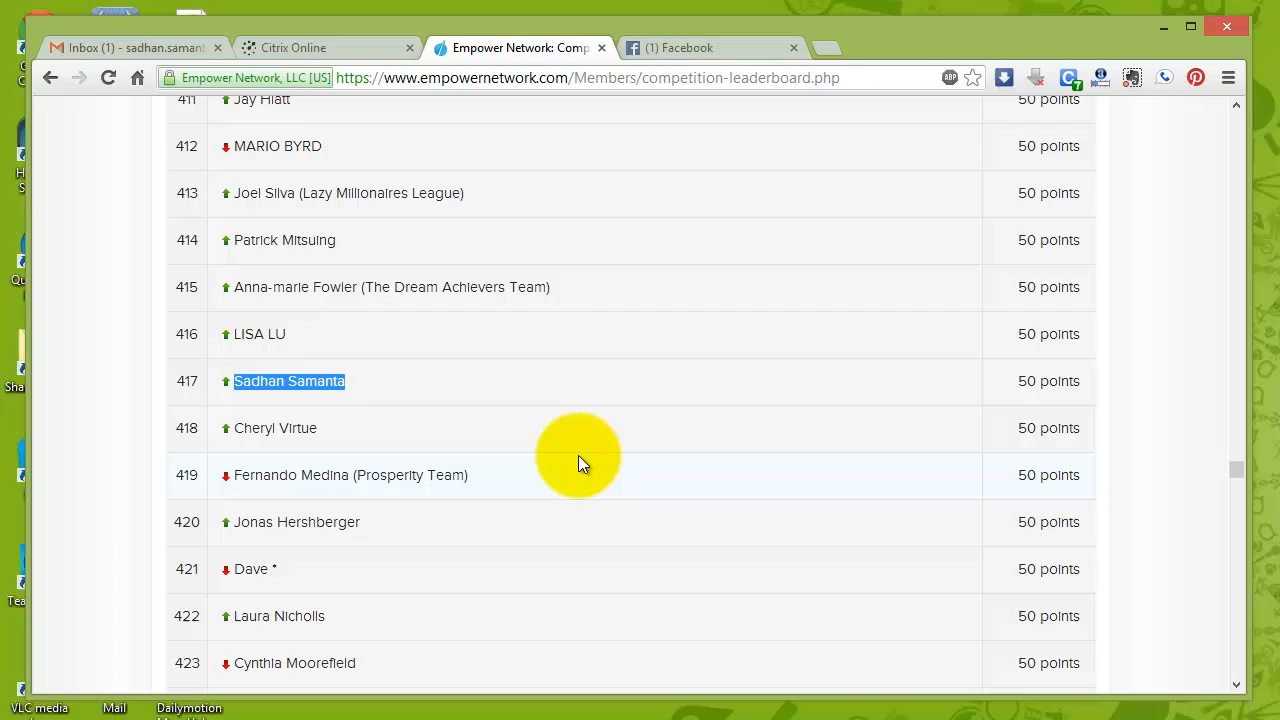 Inbox (1) - sadhan.samant
Citrix Online
Empower Network: Comp
(1) Facebook
Empower Network, LLC [US] https://www.empowernetwork.com/Members/competition-leaderboard.php
ABP
7
411 Jay Hiatt 50 points
412 MARIO BYRD 50 points
413 Joel Silva (Lazy Millionaires League) 50 points
414 Patrick Mitsuing 50 points
415 Anna-marie Fowler (The Dream Achievers Team) 50 points
416 LISA LU 50 points
417 Sadhan Samanta 50 points
418 Cheryl Virtue 50 points
419 Fernando Medina (Prosperity Team) 50 points
420 Jonas Hershberger 50 points
421 Dave * 50 points
422 Laura Nicholls 50 points
423 Cynthia Moorefield 50 points
Qu
Sha
Tea
VLC media
Mail
Dailymotion